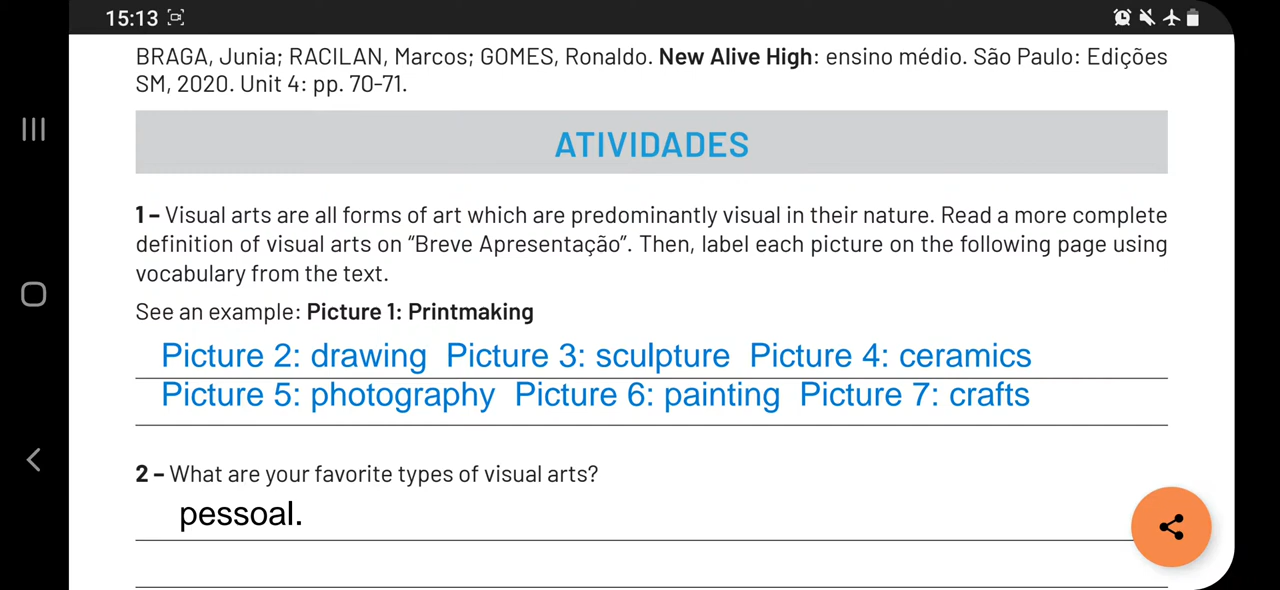 15:13
BRAGA, Junia; RACILAN, Marcos; GOMES, Ronaldo. New Alive High: ensino médio. São Paulo: Edições
SM, 2020. Unit 4: pp. 70-71.
ATIVIDADES
1 – Visual arts are all forms of art which are predominantly visual in their nature. Read a more complete
definition of visual arts on “Breve Apresentação”. Then, label each picture on the following page using
vocabulary from the text.
See an example: Picture 1: Printmaking
Picture 2: drawing Picture 3: sculpture Picture 4: ceramics
Picture 5: photography Picture 6: painting Picture 7: crafts
2 – What are your favorite types of visual arts?
pessoal.